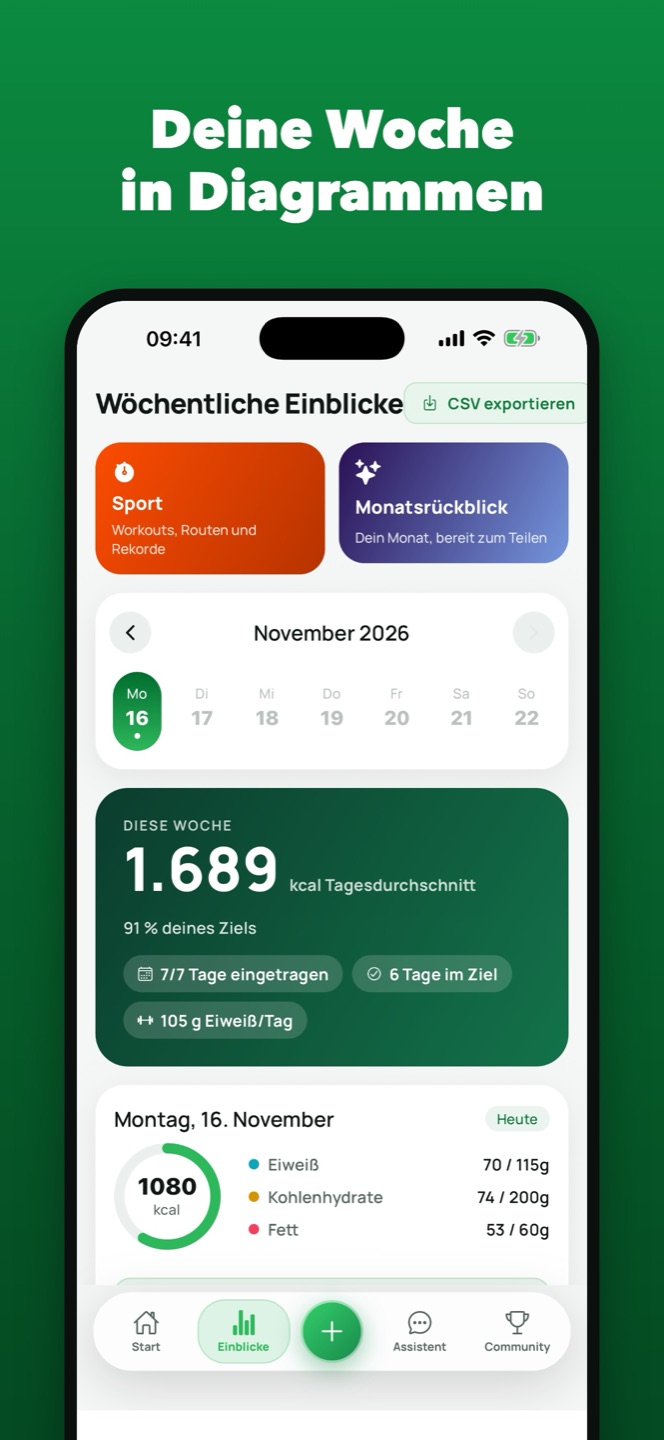 Deine Woche
in Diagrammen
09:41
Wöchentliche Einblicke
CSV exportieren
Sport
Workouts, Routen und
Rekorde
Monatsrückblick
Dein Monat, bereit zum Teilen
November 2026
Mo Di Mi Do Fr Sa So
16 17 18 19 20 21 22
DIESE WOCHE
1.689 kcal Tagesdurchschnitt
91 % deines Ziels
7/7 Tage eingetragen
6 Tage im Ziel
105 g Eiweiß/Tag
Montag, 16. November
Heute
1080
kcal
Eiweiß 70 / 115g
Kohlenhydrate 74 / 200g
Fett 53 / 60g
Start
Einblicke
Assistent
Community